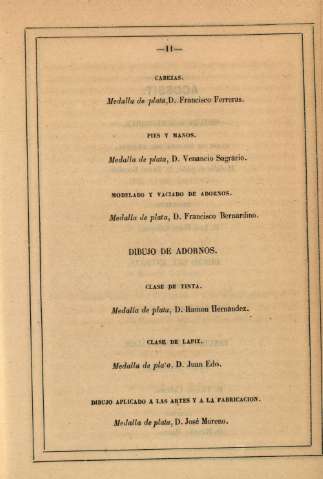 —11—
CABEZAS.
Medalla de plata, D. Francisco Forreras.
PIES Y MANOS.
Medalla de plata, D. Venancio Sagrario.
MODELADO Y VACIADO DE ADORNOS.
Medalla de plata, D. Francisco Bernardino.
DIBUJO DE ADORNOS.
CLASE DE TINTA.
Medalla de plata, D. Ramon Hernandez.
CLASE DE LAPIZ.
Medalla de plata, D. Juan Edo.
DIBUJO APLICADO A LAS ARTES Y A LA FABRICACION.
Medalla de plata, D. José Moreno.